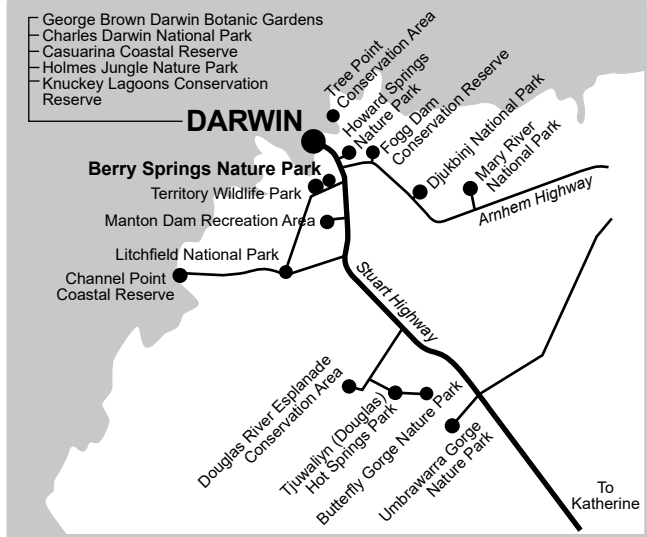 George Brown Darwin Botanic Gardens
Charles Darwin National Park
Casuarina Coastal Reserve
Holmes Jungle Nature Park
Knuckey Lagoons Conservation
Reserve
DARWIN
Tree Point
Conservation Area
Howard Springs
Nature Park
Fogg Dam
Conservation Reserve
Djukbinj National Park
Mary River
National Park
Arnhem Highway
Berry Springs Nature Park
Territory Wildlife Park
Manton Dam Recreation Area
Litchfield National Park
Channel Point
Coastal Reserve
Stuart Highway
Douglas River Esplanade
Conservation Area
Tjuwaliyn (Douglas)
Hot Springs Park
Butterfly Gorge Nature Park
Umbrawarra Gorge
Nature Park
To
Katherine